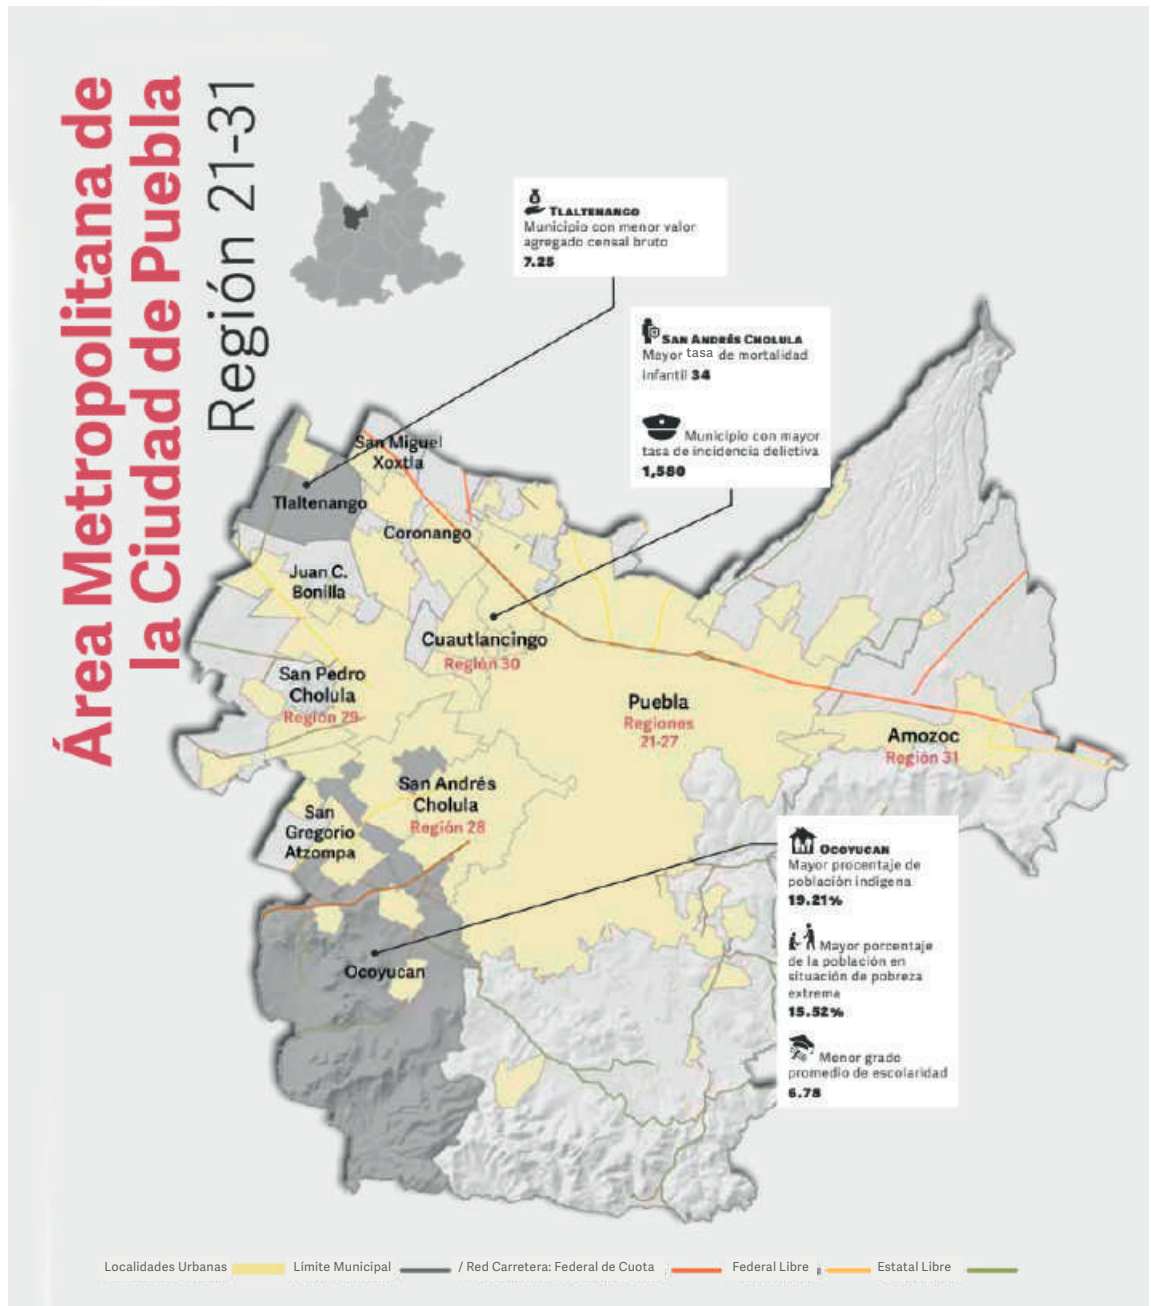 Área Metropolitana de
la Ciudad de Puebla
Región 21-31
TLALTENANGO
Municipio con menor valor
agregado censal bruto
7.25
SAN ANDRÉS CHOLULA
Mayor tasa de mortalidad
infantil 34
Municipio con mayor
tasa de incidencia delictiva
1,580
San Miguel
Xoxtla
Tlaltenango
Coronango
Juan C.
Bonilla
Cuautlancingo
Región 30
San Pedro
Cholula
Región 29
Puebla
Regiones
21-27
Amozoc
Región 31
San Andrés
Cholula
Región 28
San
Gregorio
Atzompa
Ocoyucan
OCOYUCAN
Mayor procentaje de
población indígena
19.21%
Mayor porcentaje
de la población en
situación de pobreza
extrema
15.52%
Menor grado
promedio de escolaridad
6.78
Localidades Urbanas Límite Municipal / Red Carretera: Federal de Cuota Federal Libre Estatal Libre